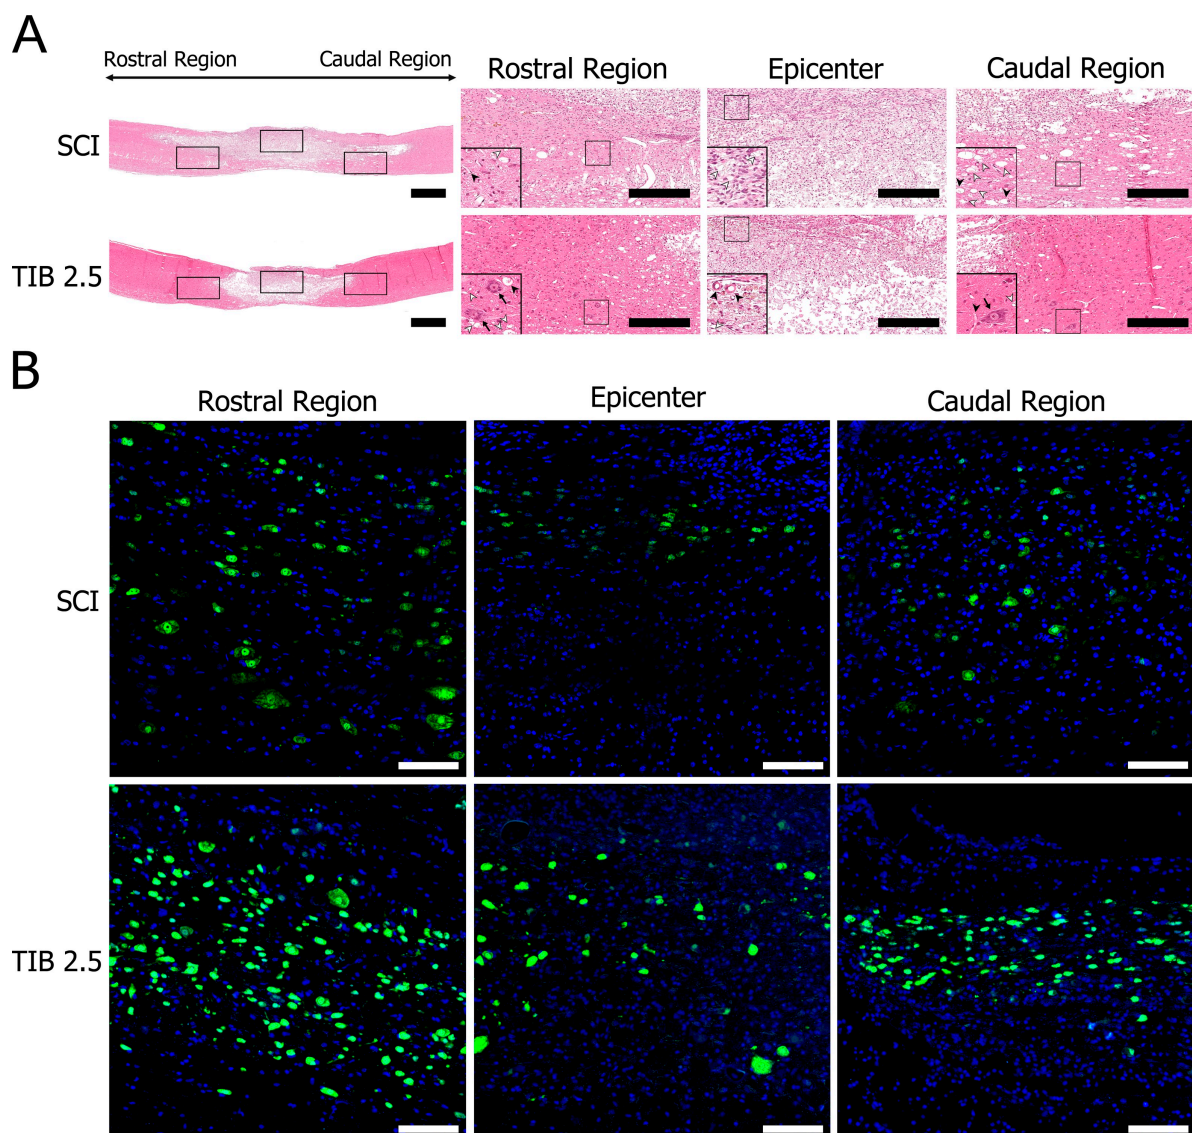 A
Rostral Region
Caudal Region
Rostral Region
Epicenter
Caudal Region
SCI
TIB 2.5
B
Rostral Region
Epicenter
Caudal Region
SCI
TIB 2.5